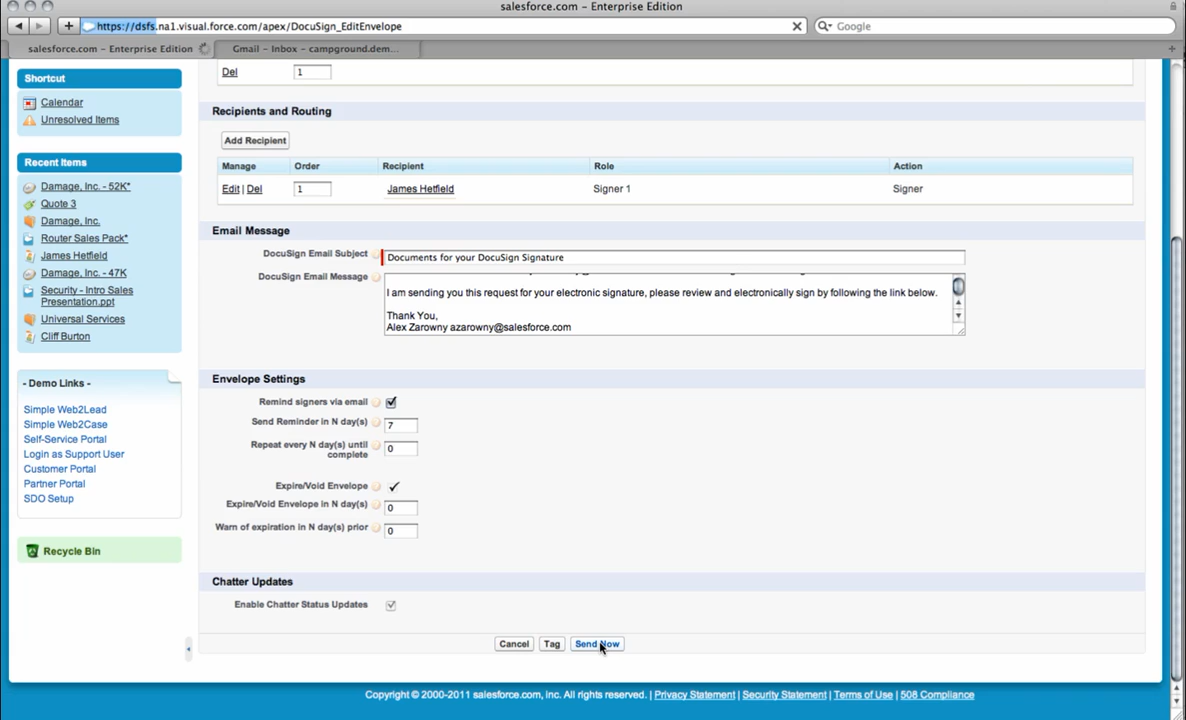 salesforce.com – Enterprise Edition
https://dsfs.na1.visual.force.com/apex/DocuSign_EditEnvelope
Google
salesforce.com – Enterprise Edition
Gmail – Inbox – campground.dem...
Shortcut
Calendar
Unresolved Items
Recent Items
Damage, Inc. - 52K*
Quote 3
Damage, Inc.
Router Sales Pack*
James Hetfield
Damage, Inc. - 47K
Security - Intro Sales
Presentation.ppt
Universal Services
Cliff Burton
- Demo Links -
Simple Web2Lead
Simple Web2Case
Self-Service Portal
Login as Support User
Customer Portal
Partner Portal
SDO Setup
Recycle Bin
Del 1
Recipients and Routing
Add Recipient
Manage Order Recipient Role Action
Edit | Del 1 James Hetfield Signer 1 Signer
Email Message
DocuSign Email Subject Documents for your DocuSign Signature
DocuSign Email Message
I am sending you this request for your electronic signature, please review and electronically sign by following the link below.
Thank You,
Alex Zarowny azarowny@salesforce.com
Envelope Settings
Remind signers via email
Send Reminder in N day(s) 7
Repeat every N day(s) until
complete 0
Expire/Void Envelope
Expire/Void Envelope in N day(s) 0
Warn of expiration in N day(s) prior 0
Chatter Updates
Enable Chatter Status Updates
Cancel Tag Send Now
Copyright © 2000-2011 salesforce.com, inc. All rights reserved. | Privacy Statement | Security Statement | Terms of Use | 508 Compliance